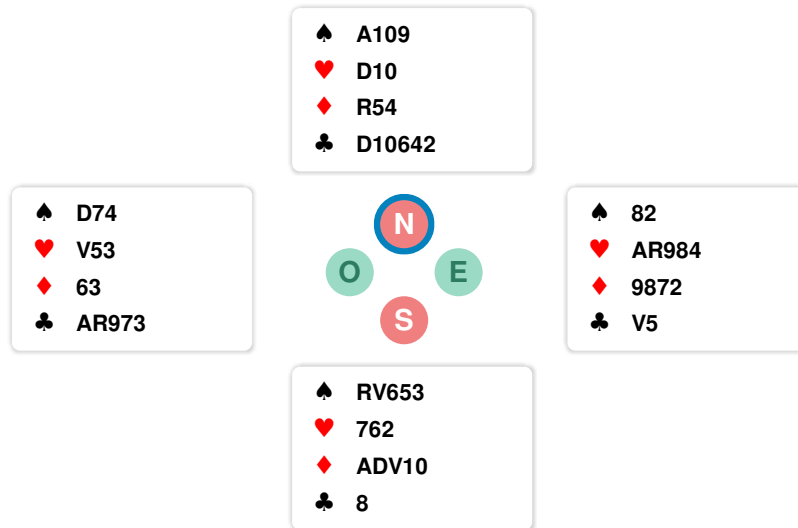 ♠ A109
♥ D10
♦ R54
♣ D10642
♠ D74
♥ V53
♦ 63
♣ AR973
N
O E
S
♠ 82
♥ AR984
♦ 9872
♣ V5
♠ RV653
♥ 762
♦ ADV10
♣ 8